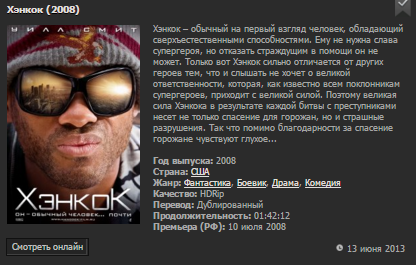 Хэнкок (2008)
УИЛЛ СМИТ
ХЭНКОК
ОН - ОБЫЧНЫЙ ЧЕЛОВЕК... ПОЧТИ
Хэнкок – обычный на первый взгляд человек, обладающий
сверхъестественными способностями. Ему не нужна слава
супергероя, но отказать страждущим в помощи он не
может. Только вот Хэнкок сильно отличается от других
героев тем, что и слышать не хочет о великой
ответственности, которая, как известно всем поклонникам
супергероев, приходит с великой силой. Поэтому великая
сила Хэнкока в результате каждой битвы с преступниками
несет не только спасение для горожан, но и страшные
разрушения. Так что помимо благодарности за спасение
горожане чувствуют глухое...
Год выпуска: 2008
Страна: США
Жанр: Фантастика, Боевик, Драма, Комедия
Качество: HDRip
Перевод: Дублированный
Продолжительность: 01:42:12
Премьера (РФ): 10 июля 2008
Смотреть онлайн
13 июня 2013